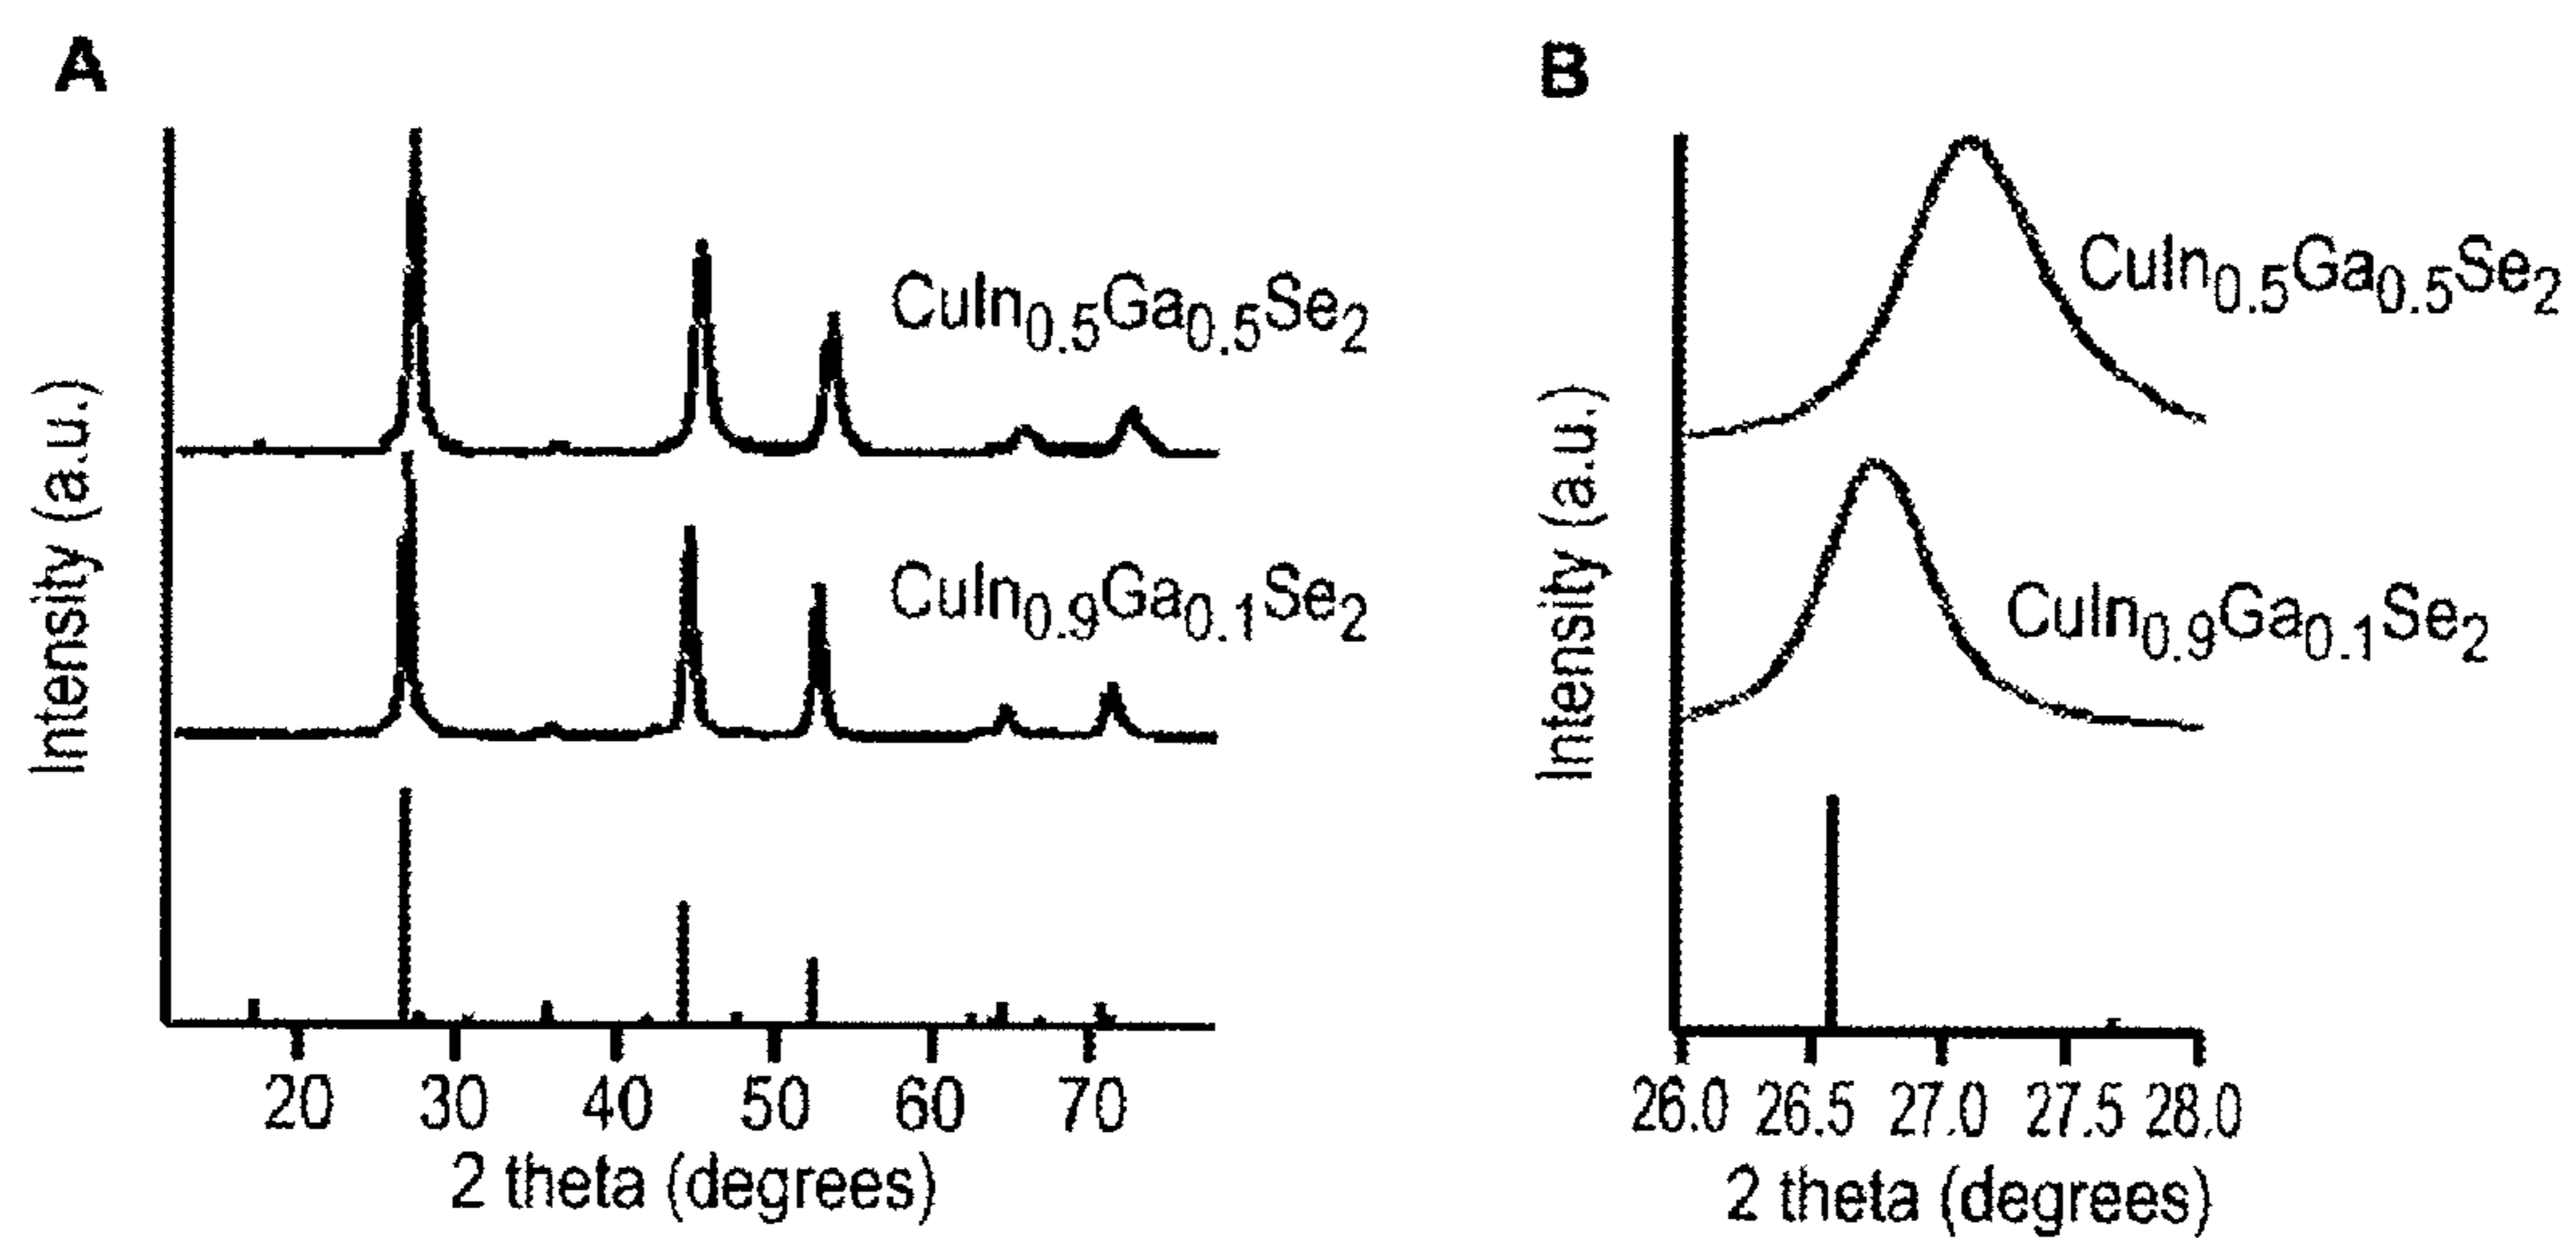 A
B
Intensity (a.u.)
CuIn0.5Ga0.5Se2
CuIn0.9Ga0.1Se2
20 30 40 50 60 70
2 theta (degrees)
Intensity (a.u.)
CuIn0.5Ga0.5Se2
CuIn0.9Ga0.1Se2
26.0 26.5 27.0 27.5 28.0
2 theta (degrees)